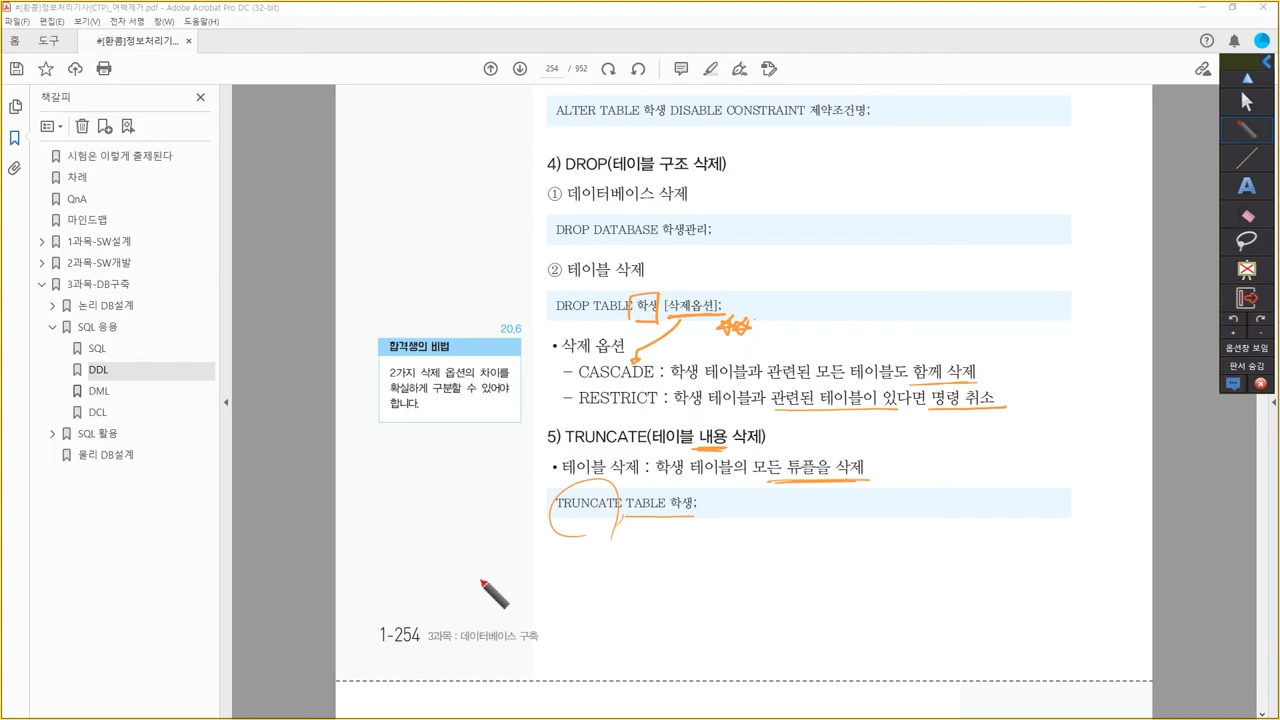 #[환콤]정보처리기사(CTP)_여백제거.pdf - Adobe Acrobat Pro DC (32-bit)
파일(F) 편집(E) 보기(V) 전자 서명 창(W) 도움말(H)
홈 도구 #[환콤]정보처리기... ×
254 / 952
책갈피
시험은 이렇게 출제된다
차례
QnA
마인드맵
1과목-SW설계
2과목-SW개발
3과목-DB구축
논리 DB설계
SQL 응용
SQL
DDL
DML
DCL
SQL 활용
물리 DB설계
ALTER TABLE 학생 DISABLE CONSTRAINT 제약조건명;
4) DROP(테이블 구조 삭제)
① 데이터베이스 삭제
DROP DATABASE 학생관리;
② 테이블 삭제
DROP TABLE 학생 [삭제옵션];
20.6
합격생의 비법
2가지 삭제 옵션의 차이를
확실하게 구분할 수 있어야
합니다.
• 삭제 옵션
– CASCADE : 학생 테이블과 관련된 모든 테이블도 함께 삭제
– RESTRICT : 학생 테이블과 관련된 테이블이 있다면 명령 취소
5) TRUNCATE(테이블 내용 삭제)
• 테이블 삭제 : 학생 테이블의 모든 튜플을 삭제
TRUNCATE TABLE 학생;
1-254 3과목 : 데이터베이스 구축
A
옵션창 보임
판서 숨김